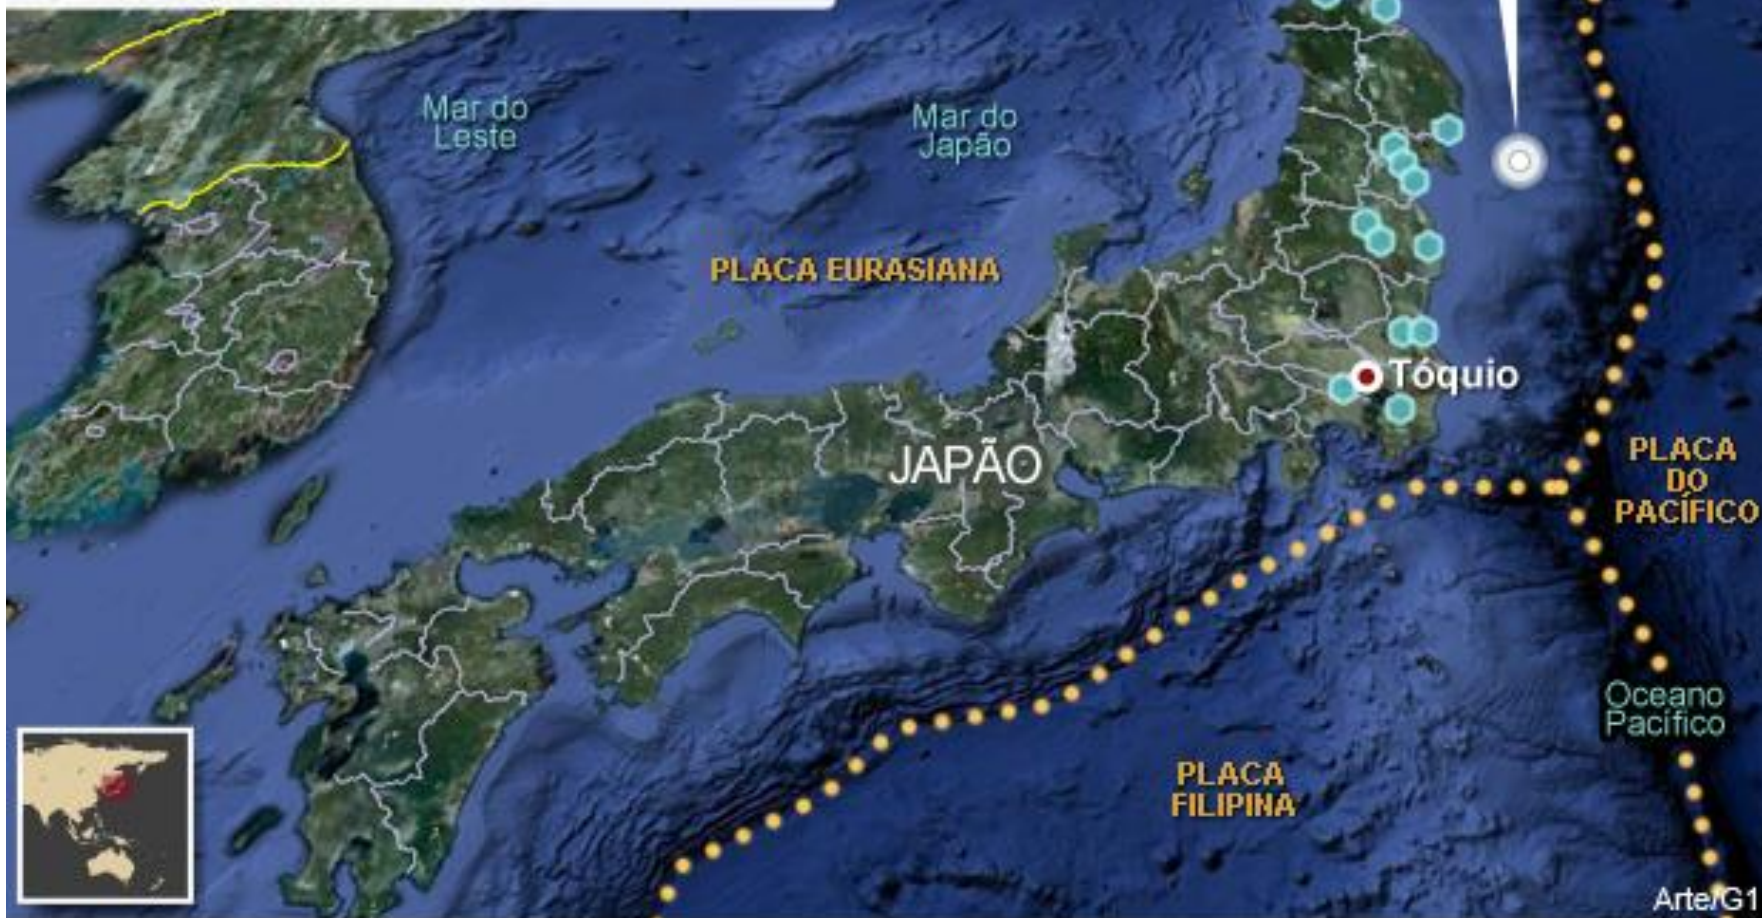 Mar do
Leste
Mar do
Japão
PLACA EURASIANA
Tóquio
JAPÃO
PLACA
DO
PACÍFICO
Oceano
Pacífico
PLACA
FILIPINA
Arte/G1